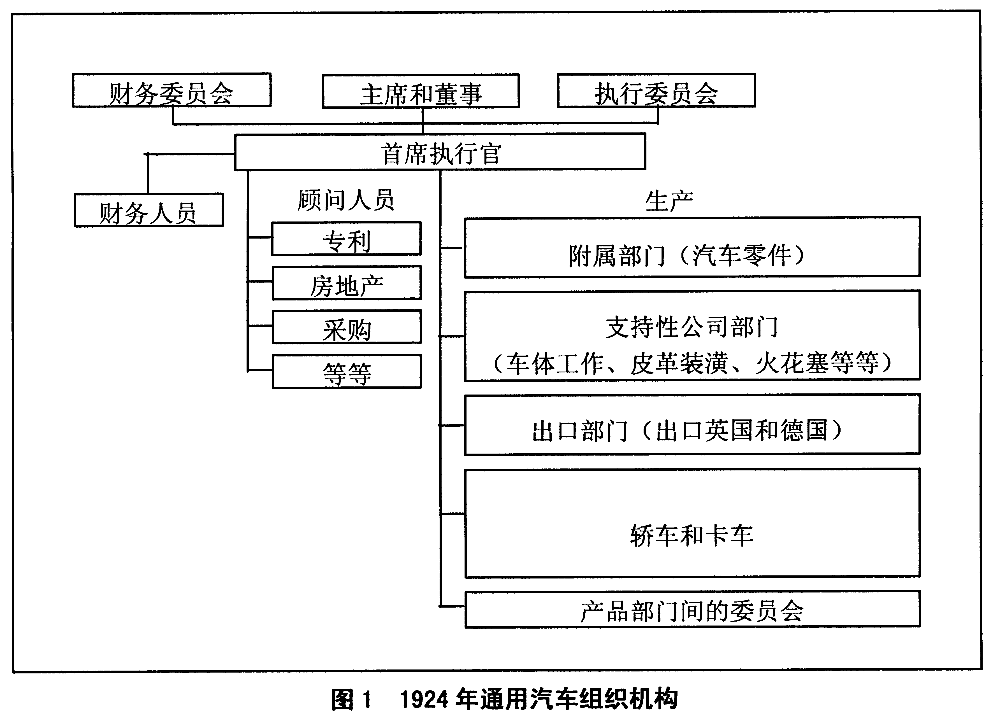 财务委员会
主席和董事
执行委员会
首席执行官
财务人员
顾问人员
专利
房地产
采购
等等
生产
附属部门（汽车零件）
支持性公司部门
（车体工作、皮革装潢、火花塞等等）
出口部门（出口英国和德国）
轿车和卡车
产品部门间的委员会
图1 1924年通用汽车组织机构